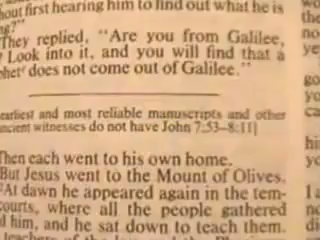 hout first hearing him to find out what he is
ng?"
They replied, "Are you from Galilee,
Look into it, and you will find that a
phet does not come out of Galilee."
earliest and most reliable manuscripts and other
ancient witnesses do not have John 7:53–8:11]
Then each went to his own home.
But Jesus went to the Mount of Olives.
At dawn he appeared again in the tem-
courts, where all the people gathered
d him, and he sat down to teach them.